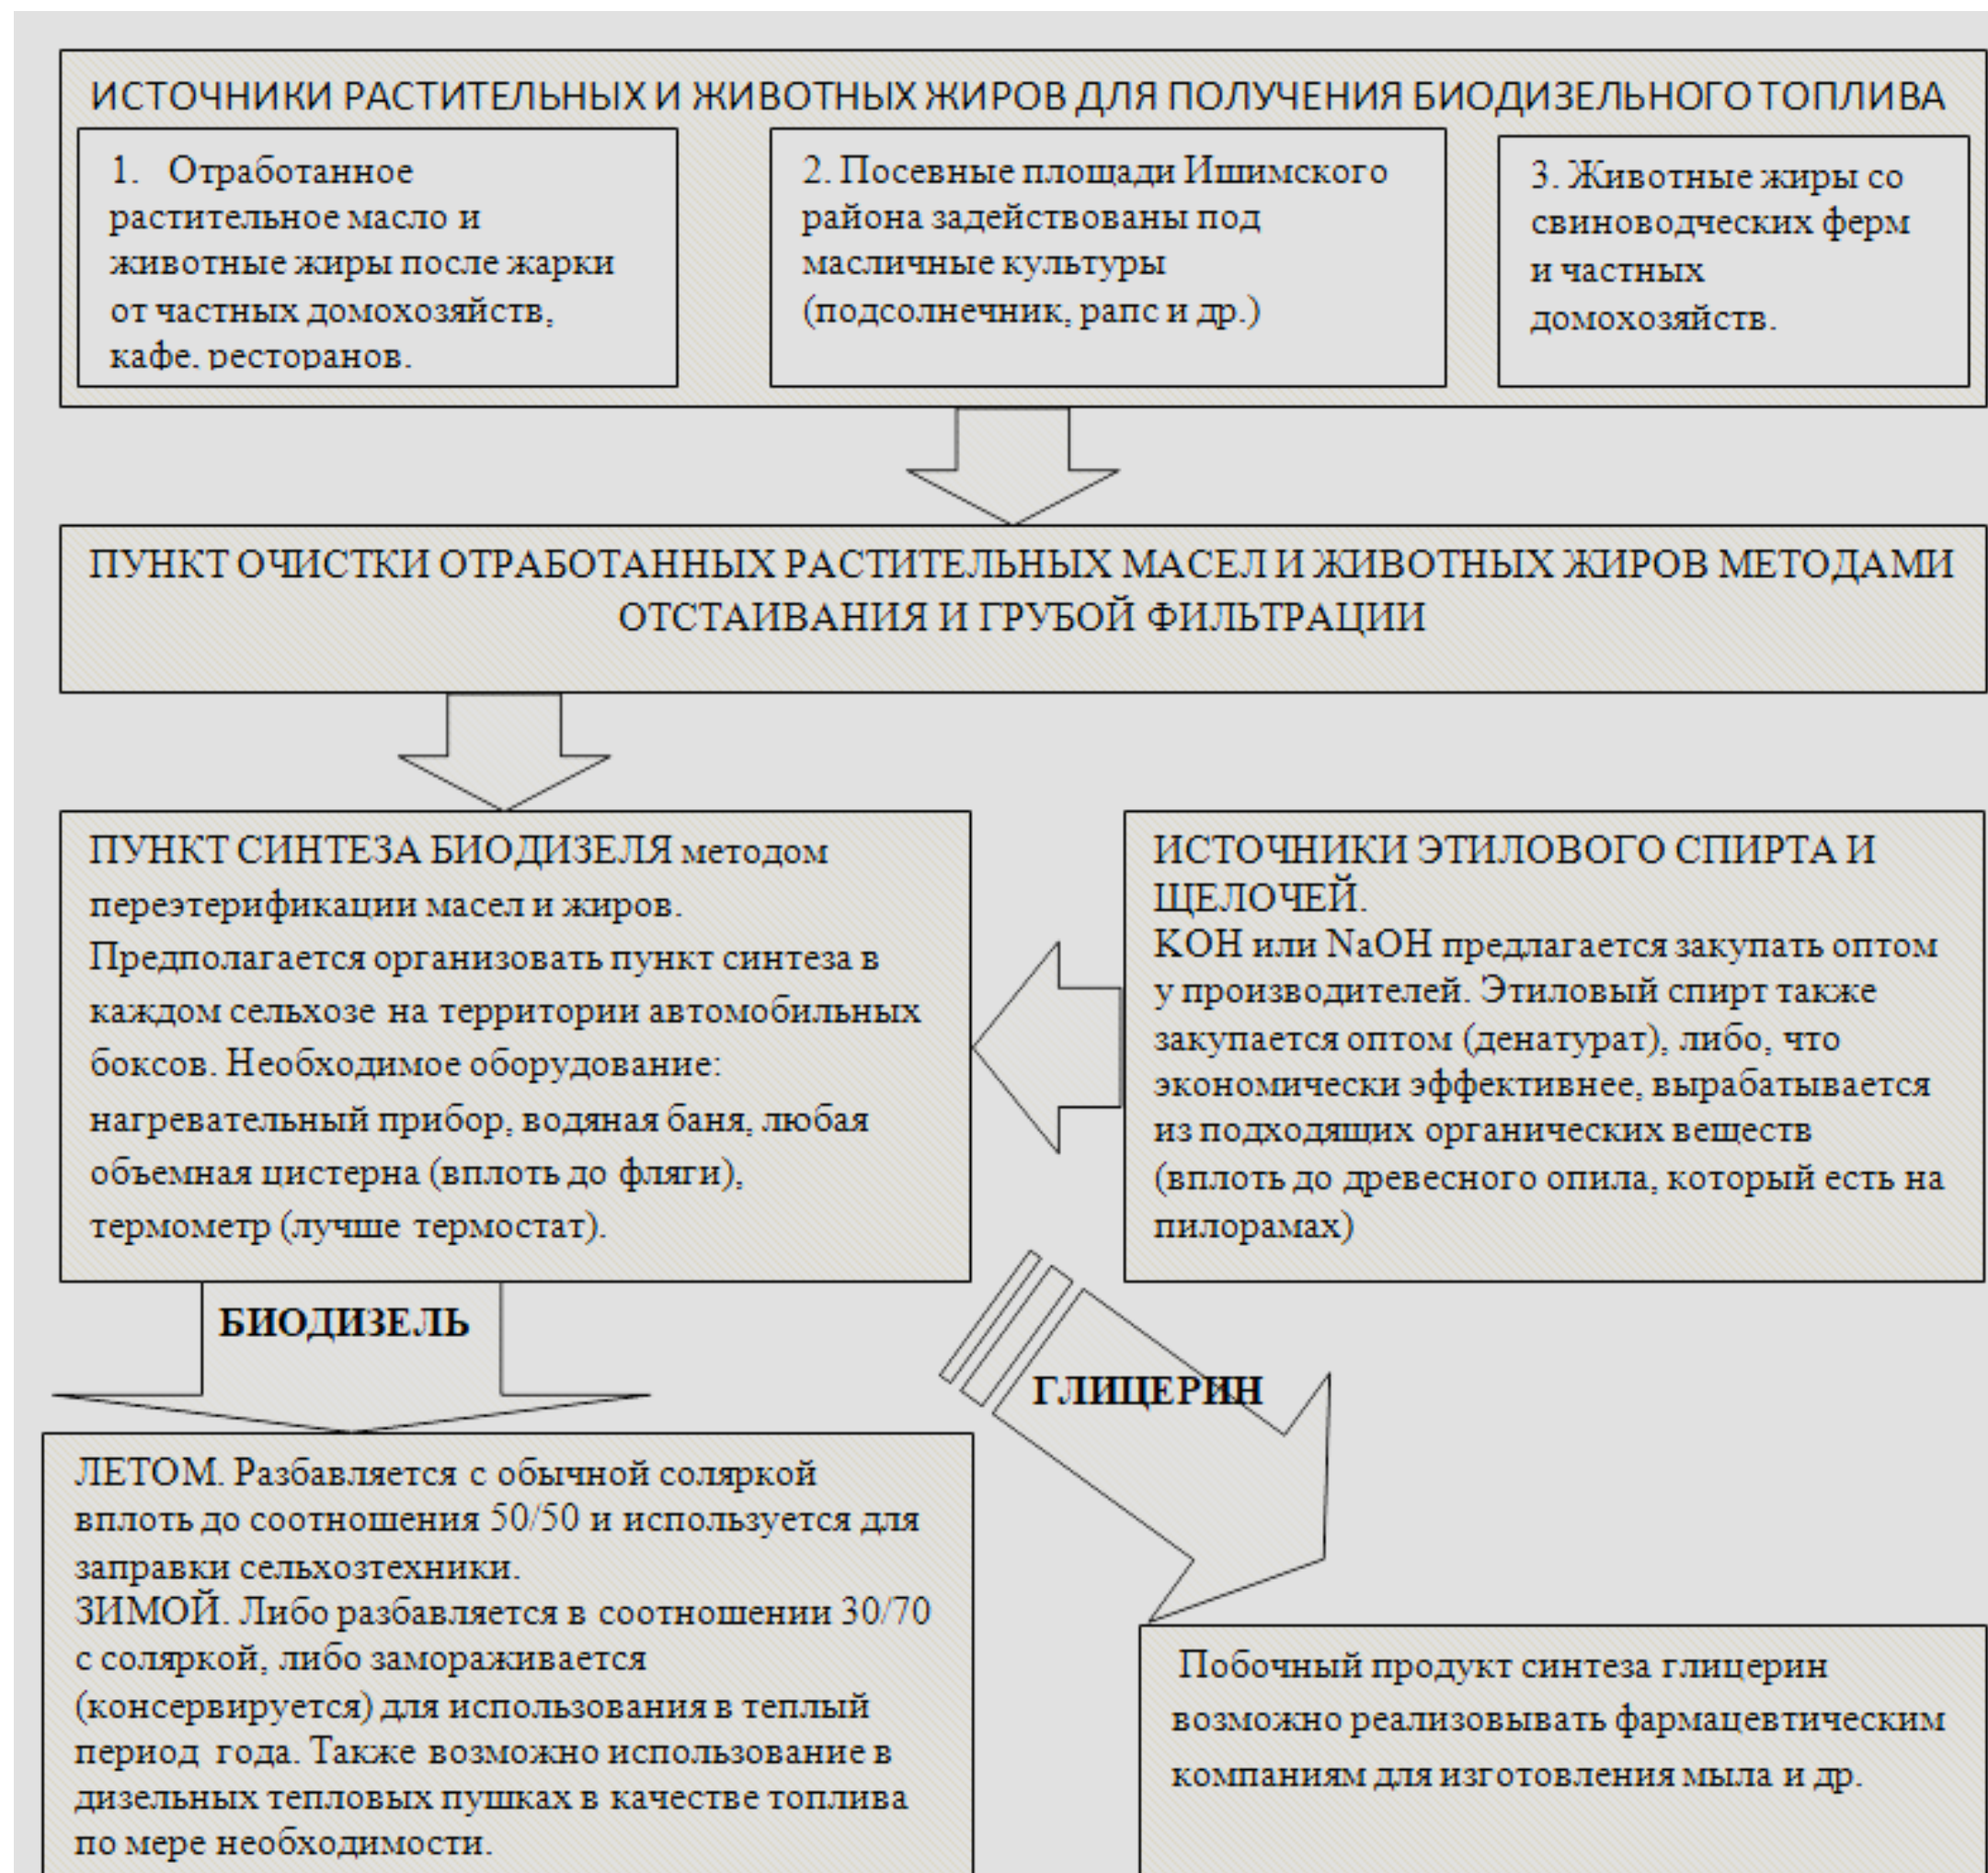 ИСТОЧНИКИ РАСТИТЕЛЬНЫХ И ЖИВОТНЫХ ЖИРОВ ДЛЯ ПОЛУЧЕНИЯ БИОДИЗЕЛЬНОГО ТОПЛИВА
1. Отработанное
растительное масло и
животные жиры после жарки
от частных домохозяйств,
кафе, ресторанов.
2. Посевные площади Ишимского
района задействованы под
масличные культуры
(подсолнечник, рапс и др.)
3. Животные жиры со
свиноводческих ферм
и частных
домохозяйств.
ПУНКТ ОЧИСТКИ ОТРАБОТАННЫХ РАСТИТЕЛЬНЫХ МАСЕЛ И ЖИВОТНЫХ ЖИРОВ МЕТОДАМИ
ОТСТАИВАНИЯ И ГРУБОЙ ФИЛЬТРАЦИИ
ПУНКТ СИНТЕЗА БИОДИЗЕЛЯ методом
переэтерификации масел и жиров.
Предполагается организовать пункт синтеза в
каждом сельхозе на территории автомобильных
боксов. Необходимое оборудование:
нагревательный прибор, водяная баня, любая
объемная цистерна (вплоть до фляги),
термометр (лучше термостат).
ИСТОЧНИКИ ЭТИЛОВОГО СПИРТА И
ЩЕЛОЧЕЙ.
КОН или NaOH предлагается закупать оптом
у производителей. Этиловый спирт также
закупается оптом (денатурат), либо, что
экономически эффективнее, вырабатывается
из подходящих органических веществ
(вплоть до древесного опила, который есть на
пилорамах)
БИОДИЗЕЛЬ
ГЛИЦЕРИН
ЛЕТОМ. Разбавляется с обычной соляркой
вплоть до соотношения 50/50 и используется для
заправки сельхозтехники.
ЗИМОЙ. Либо разбавляется в соотношении 30/70
с соляркой, либо замораживается
(консервируется) для использования в теплый
период года. Также возможно использование в
дизельных тепловых пушках в качестве топлива
по мере необходимости.
Побочный продукт синтеза глицерин
возможно реализовывать фармацевтическим
компаниям для изготовления мыла и др.